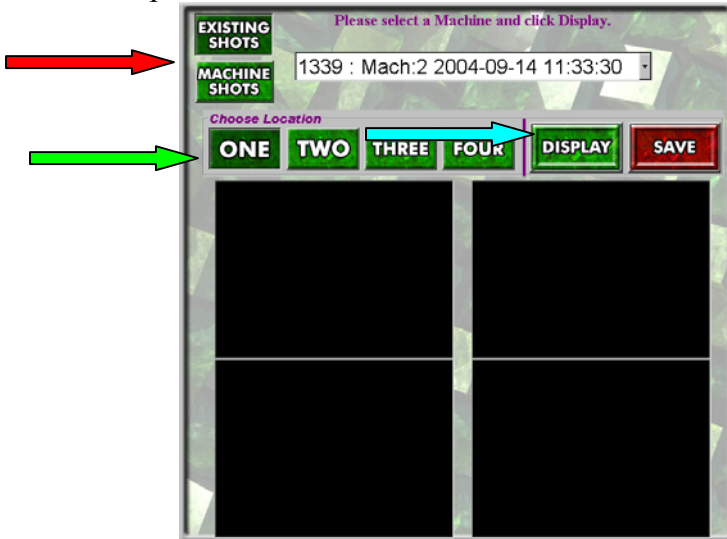 Please select a Machine and click Display.
EXISTING
SHOTS
MACHINE
SHOTS
1339 : Mach:2 2004-09-14 11:33:30
Choose Location
ONE TWO THREE FOUR DISPLAY SAVE